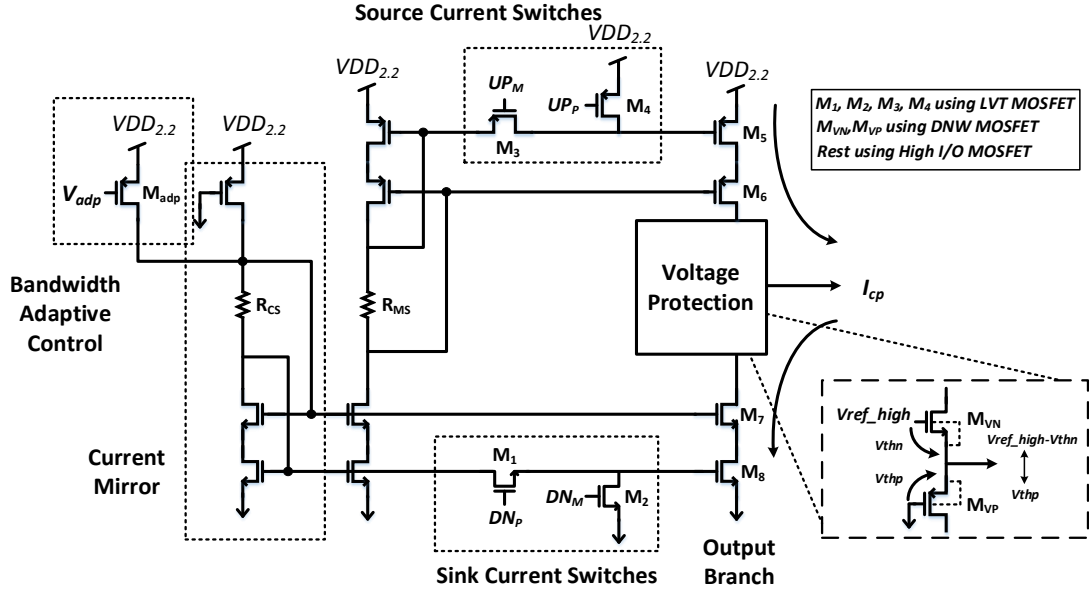 Source Current Switches
VDD2.2
VDD2.2
UPM
UPP
M4
M3
VDD2.2
M5
M6
M1, M2, M3, M4 using LVT MOSFET
MVN,MVP using DNW MOSFET
Rest using High I/O MOSFET
VDD2.2
VDD2.2
Vadp
Madp
Bandwidth
Adaptive
Control
RCS
RMS
Voltage
Protection
Icp
Current
Mirror
M7
M8
M1
DNP
DNM
M2
Sink Current Switches
Output
Branch
Vref_high
MVN
Vthn
Vref_high-Vthn
Vthp
Vthp
MVP